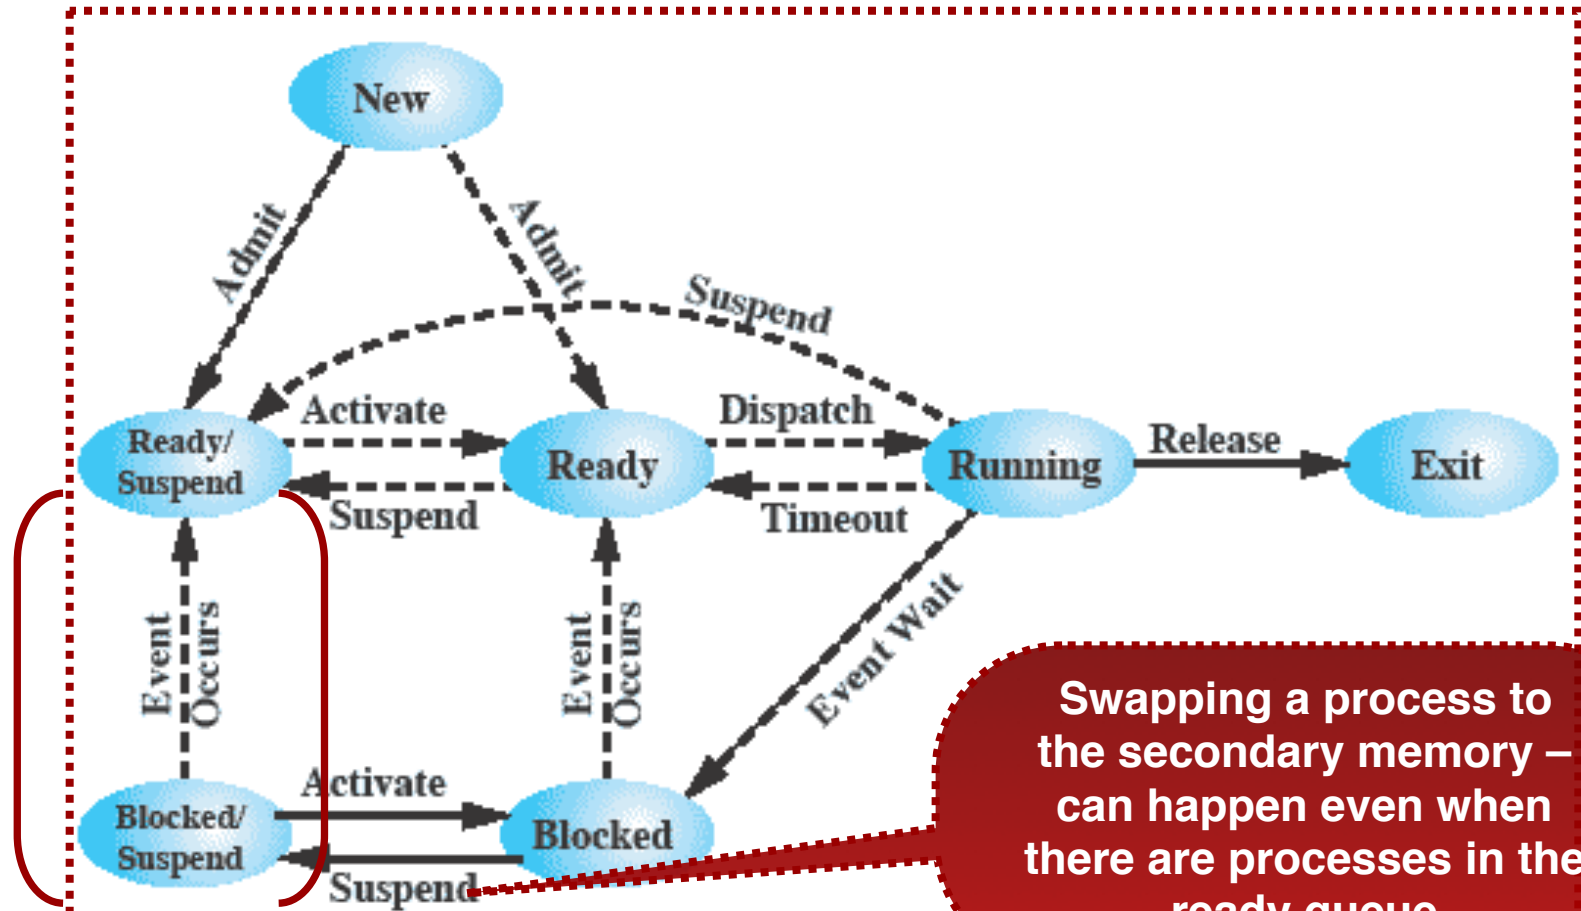 New
Admit
Admit
Suspend
Activate
Dispatch
Release
Ready/
Suspend
Ready
Running
Exit
Suspend
Timeout
Event
Occurs
Event
Occurs
Event Wait
Activate
Blocked/
Suspend
Blocked
Suspend
Swapping a process to
the secondary memory –
can happen even when
there are processes in the
ready queue